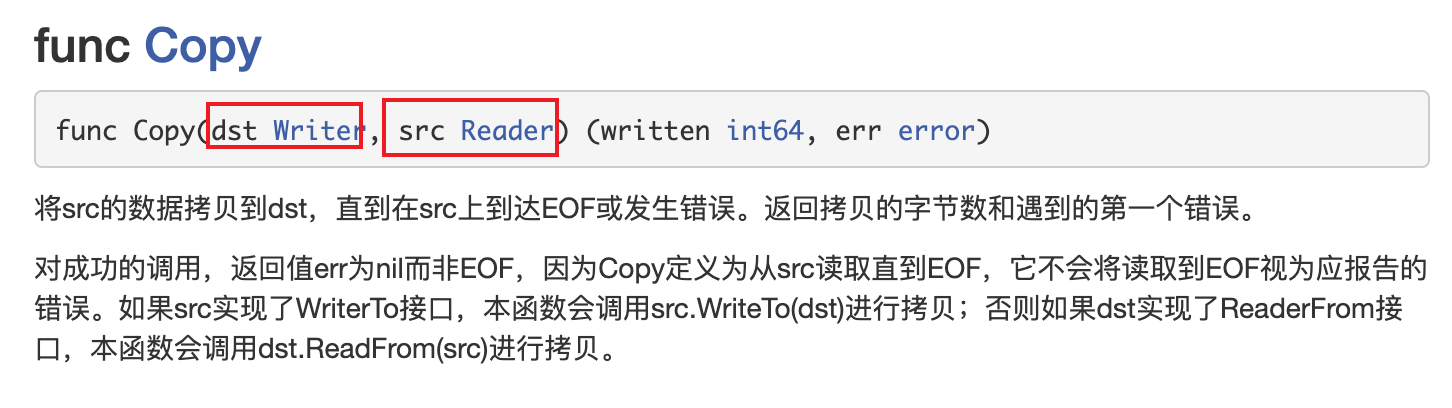 func Copy
func Copy(dst Writer, src Reader) (written int64, err error)
将src的数据拷贝到dst，直到在src上到达EOF或发生错误。返回拷贝的字节数和遇到的第一个错误。
对成功的调用，返回值err为nil而非EOF，因为Copy定义为从src读取直到EOF，它不会将读取到EOF视为应报告的
错误。如果src实现了WriterTo接口，本函数会调用src.WriteTo(dst)进行拷贝；否则如果dst实现了ReaderFrom接
口，本函数会调用dst.ReadFrom(src)进行拷贝。